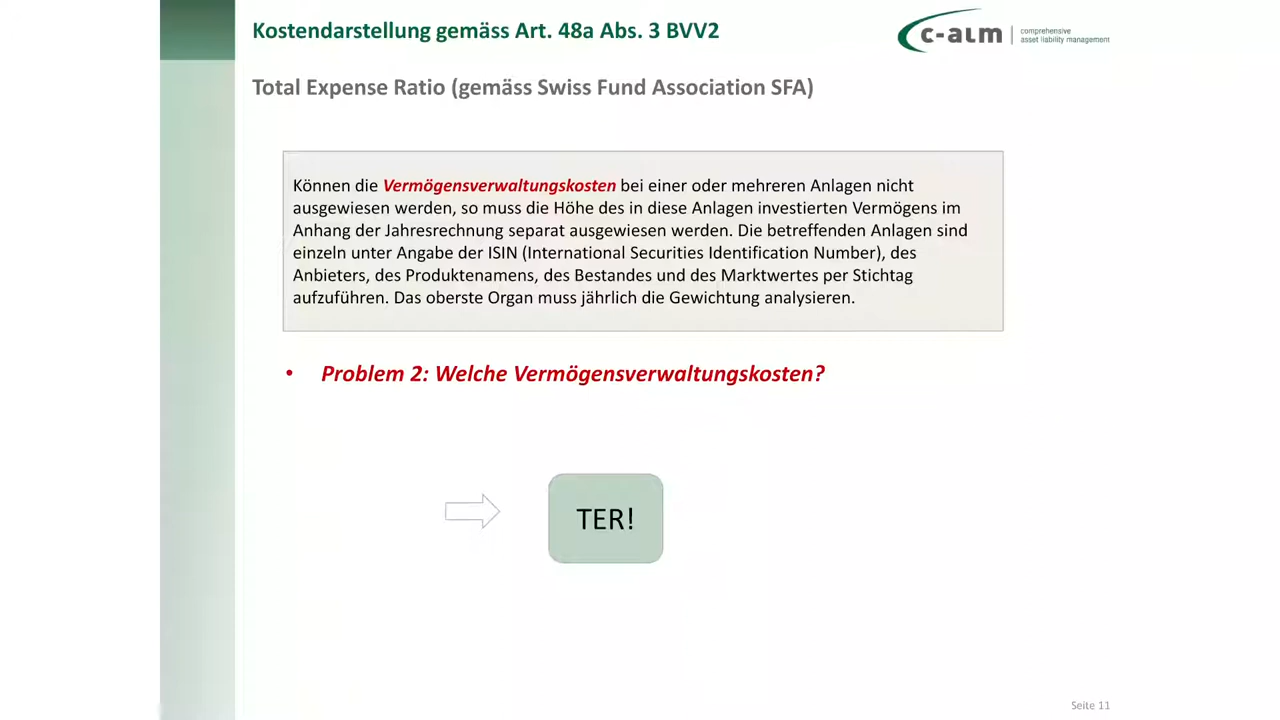 Kostendarstellung gemäss Art. 48a Abs. 3 BVV2
c-alm
comprehensive
asset liability management
Total Expense Ratio (gemäss Swiss Fund Association SFA)
Können die Vermögensverwaltungskosten bei einer oder mehreren Anlagen nicht
ausgewiesen werden, so muss die Höhe des in diese Anlagen investierten Vermögens im
Anhang der Jahresrechnung separat ausgewiesen werden. Die betreffenden Anlagen sind
einzeln unter Angabe der ISIN (International Securities Identification Number), des
Anbieters, des Produktenamens, des Bestandes und des Marktwertes per Stichtag
aufzuführen. Das oberste Organ muss jährlich die Gewichtung analysieren.
• Problem 2: Welche Vermögensverwaltungskosten?
TER!
Seite 11